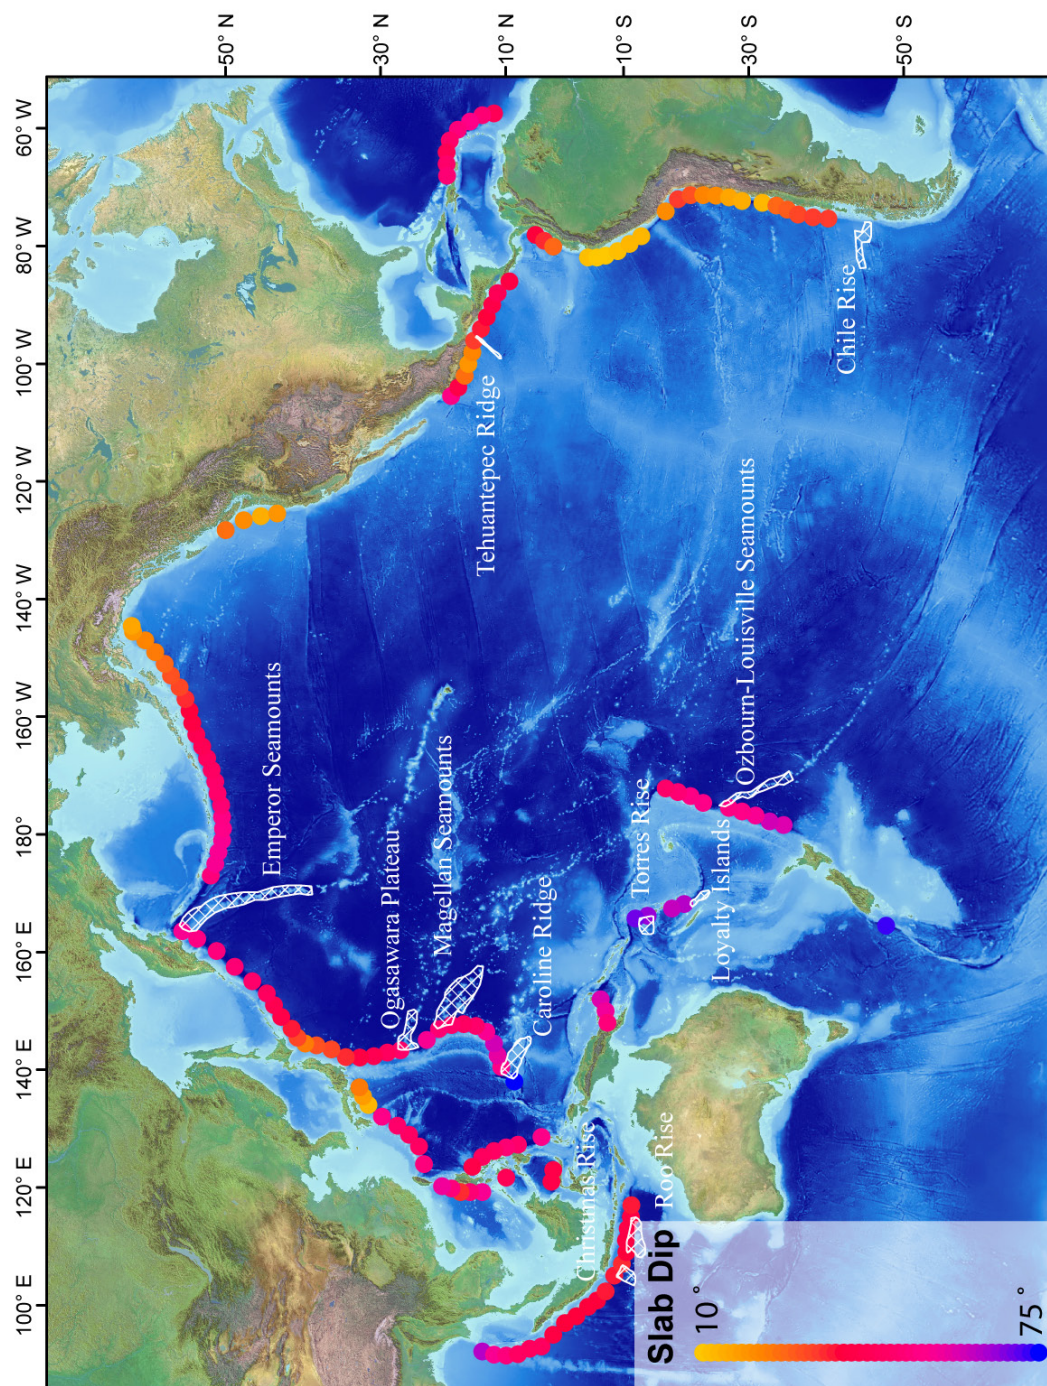 100° E
120° E
140° E
160° E
180°
160° W
140° W
120° W
100° W
80° W
60° W
50° N
30° N
10° N
10° S
30° S
50° S
Emperor Seamounts
Ogasawara Plateau
Magellan Seamounts
Caroline Ridge
Tehuantepec Ridge
Torres Rise
Loyalty Islands
Ozbourn-Louisville Seamounts
Chile Rise
Christmas Rise
Roo Rise
Slab Dip
10°
75°